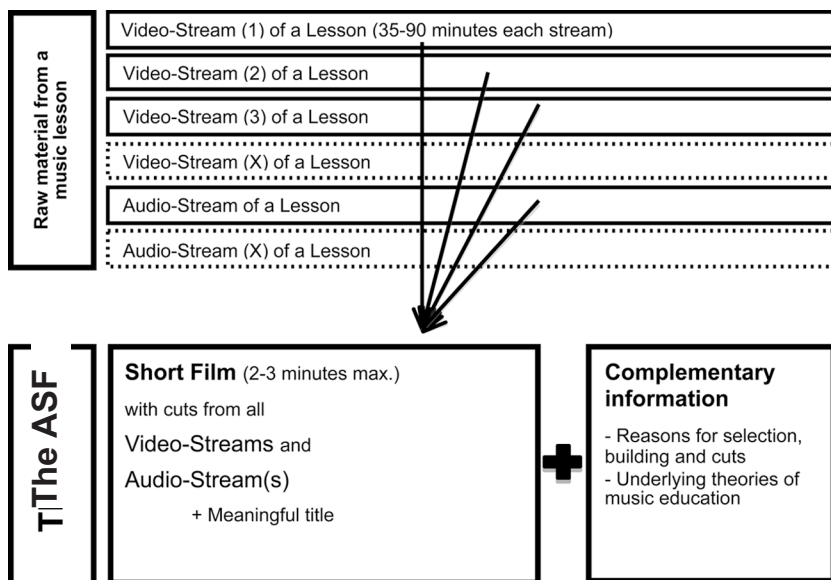 Raw material from a
music lesson
Video-Stream (1) of a Lesson (35-90 minutes each stream)
Video-Stream (2) of a Lesson
Video-Stream (3) of a Lesson
Video-Stream (X) of a Lesson
Audio-Stream of a Lesson
Audio-Stream (X) of a Lesson
The ASF
Short Film (2-3 minutes max.)
with cuts from all
Video-Streams and
Audio-Stream(s)
+ Meaningful title
Complementary
information
- Reasons for selection,
building and cuts
- Underlying theories of
music education